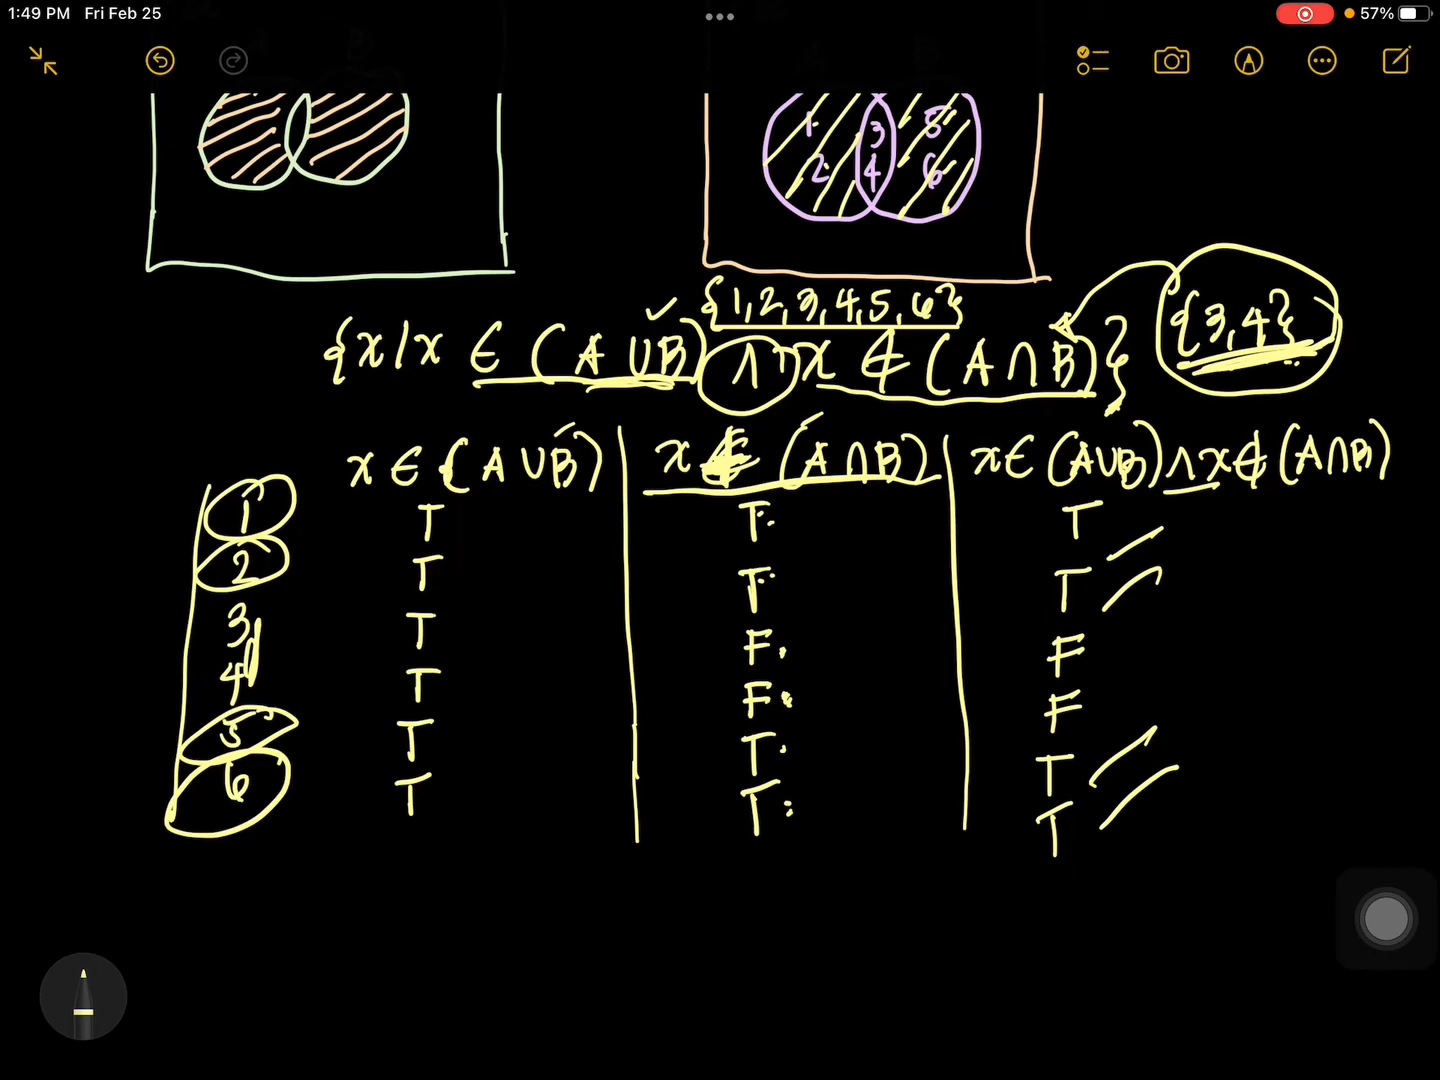 1:49 PM Fri Feb 25 57%
1 3 5
2 4 6
{1,2,3,4,5,6} {3,4}
{x/x ∈ (A ∪ B) ∧ x ∉ (A ∩ B)}
x ∈ (A ∪ B) x ∉ (A ∩ B) x ∈ (A∪B) ∧ x ∉ (A∩B)
1 T T T
2 T T T
3 T F F
4 T F F
5 T T T
6 T T T